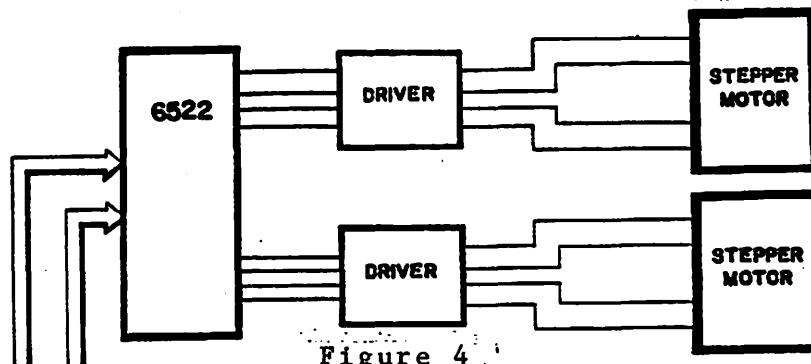 6522
DRIVER
STEPPER
MOTOR
DRIVER
STEPPER
MOTOR
Figure 4